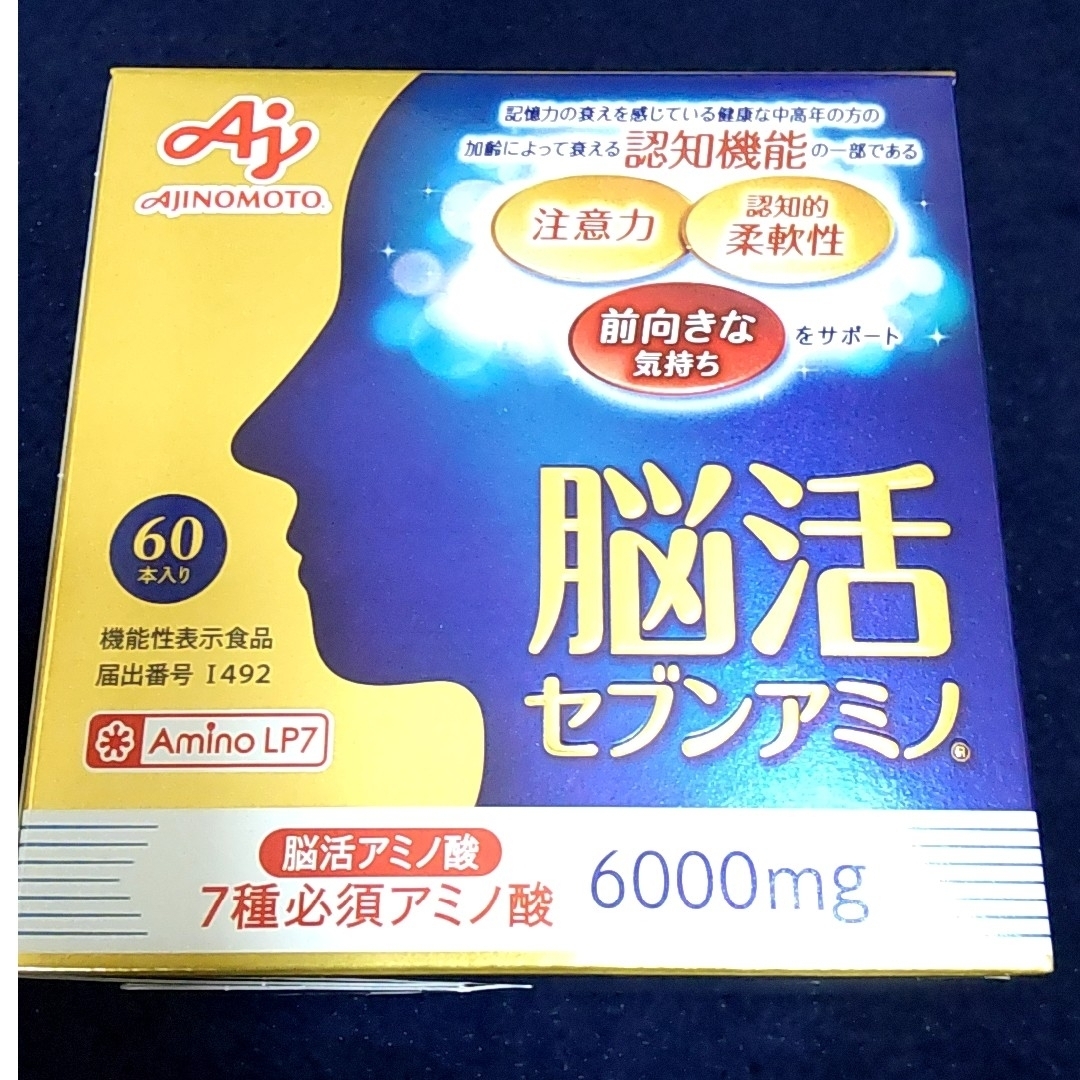 Aj
AJINOMOTO
記憶力の衰えを感じている健康な中高年の方の
加齢によって衰える認知機能の一部である
注意力
認知的
柔軟性
前向きな
気持ち
をサポート
脳活
セブンアミノ®
60
本入り
機能性表示食品
届出番号 I492
Amino LP7
脳活アミノ酸
7種必須アミノ酸
6000mg